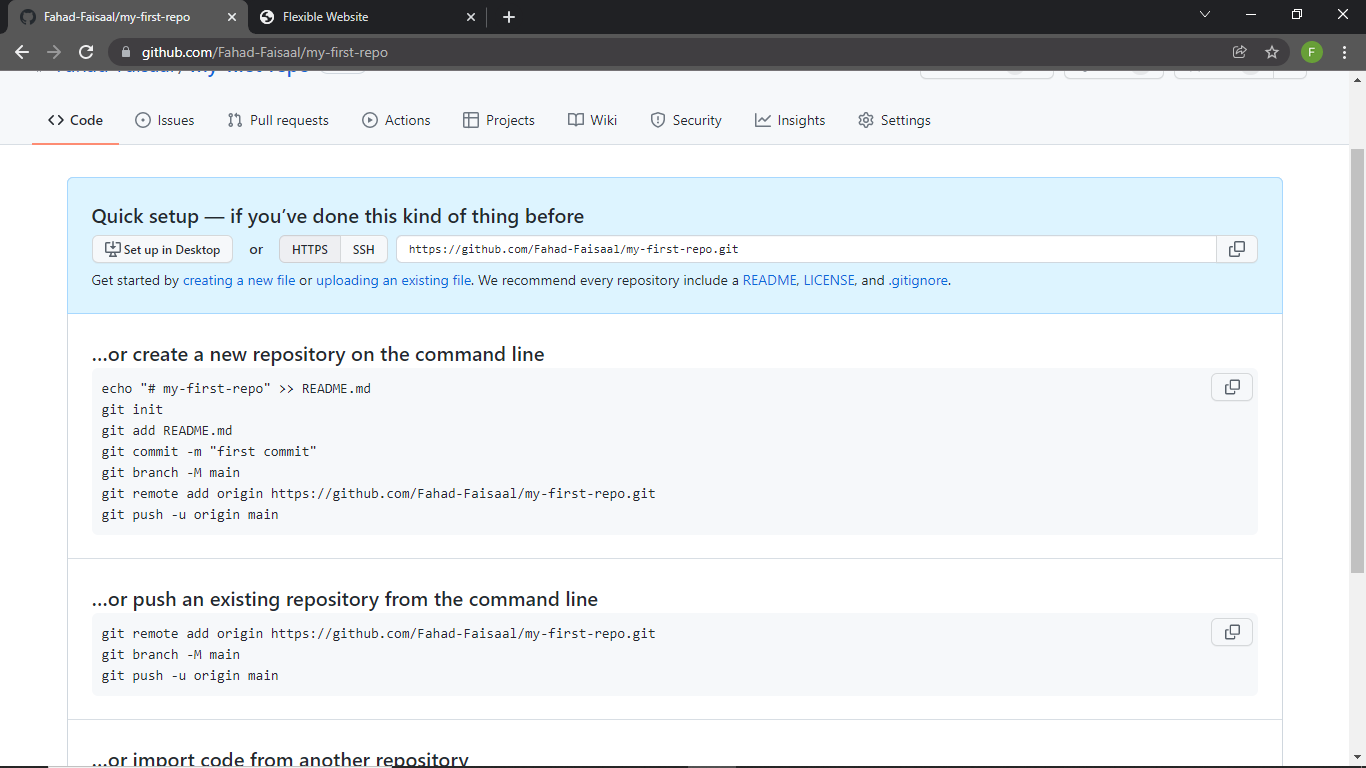 Fahad-Faisaal/my-first-repo
Flexible Website
github.com/Fahad-Faisaal/my-first-repo
F
Fahad-Faisaal / my-first-repo
Code Issues Pull requests Actions Projects Wiki Security Insights Settings
Quick setup — if you’ve done this kind of thing before
Set up in Desktop or HTTPS SSH https://github.com/Fahad-Faisaal/my-first-repo.git
Get started by creating a new file or uploading an existing file. We recommend every repository include a README, LICENSE, and .gitignore.
…or create a new repository on the command line
echo "# my-first-repo" >> README.md
git init
git add README.md
git commit -m "first commit"
git branch -M main
git remote add origin https://github.com/Fahad-Faisaal/my-first-repo.git
git push -u origin main
…or push an existing repository from the command line
git remote add origin https://github.com/Fahad-Faisaal/my-first-repo.git
git branch -M main
git push -u origin main
…or import code from another repository